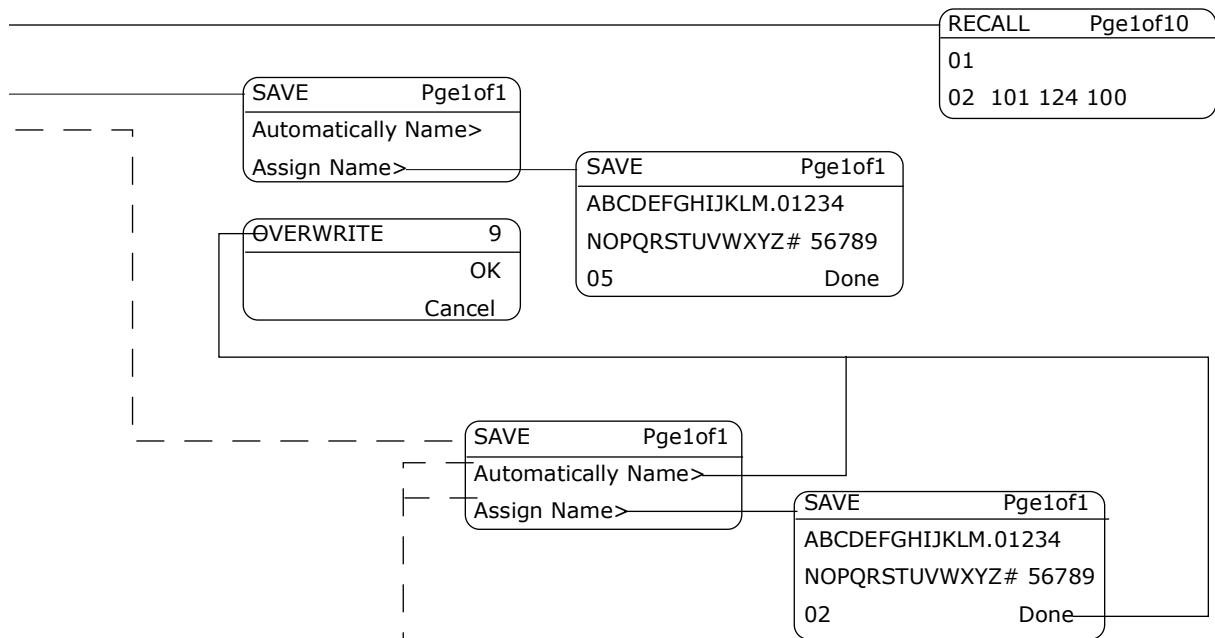 RECALL Pge1of10
01
02 101 124 100
SAVE Pge1of1
Automatically Name>
Assign Name>
SAVE Pge1of1
ABCDEFGHIJKLM.01234
NOPQRSTUVWXYZ# 56789
05 Done
OVERWRITE 9
OK
Cancel
SAVE Pge1of1
Automatically Name>
Assign Name>
SAVE Pge1of1
ABCDEFGHIJKLM.01234
NOPQRSTUVWXYZ# 56789
02 Done